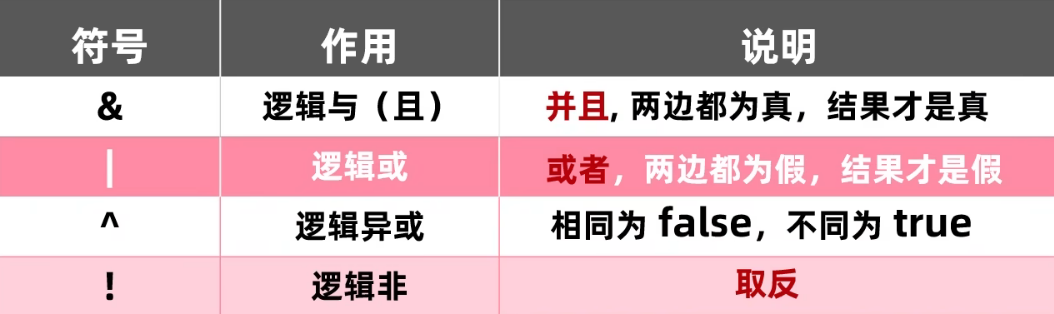 符号 作用 说明
& 逻辑与（且） 并且, 两边都为真，结果才是真
| 逻辑或 或者，两边都为假，结果才是假
^ 逻辑异或 相同为 false，不同为 true
! 逻辑非 取反